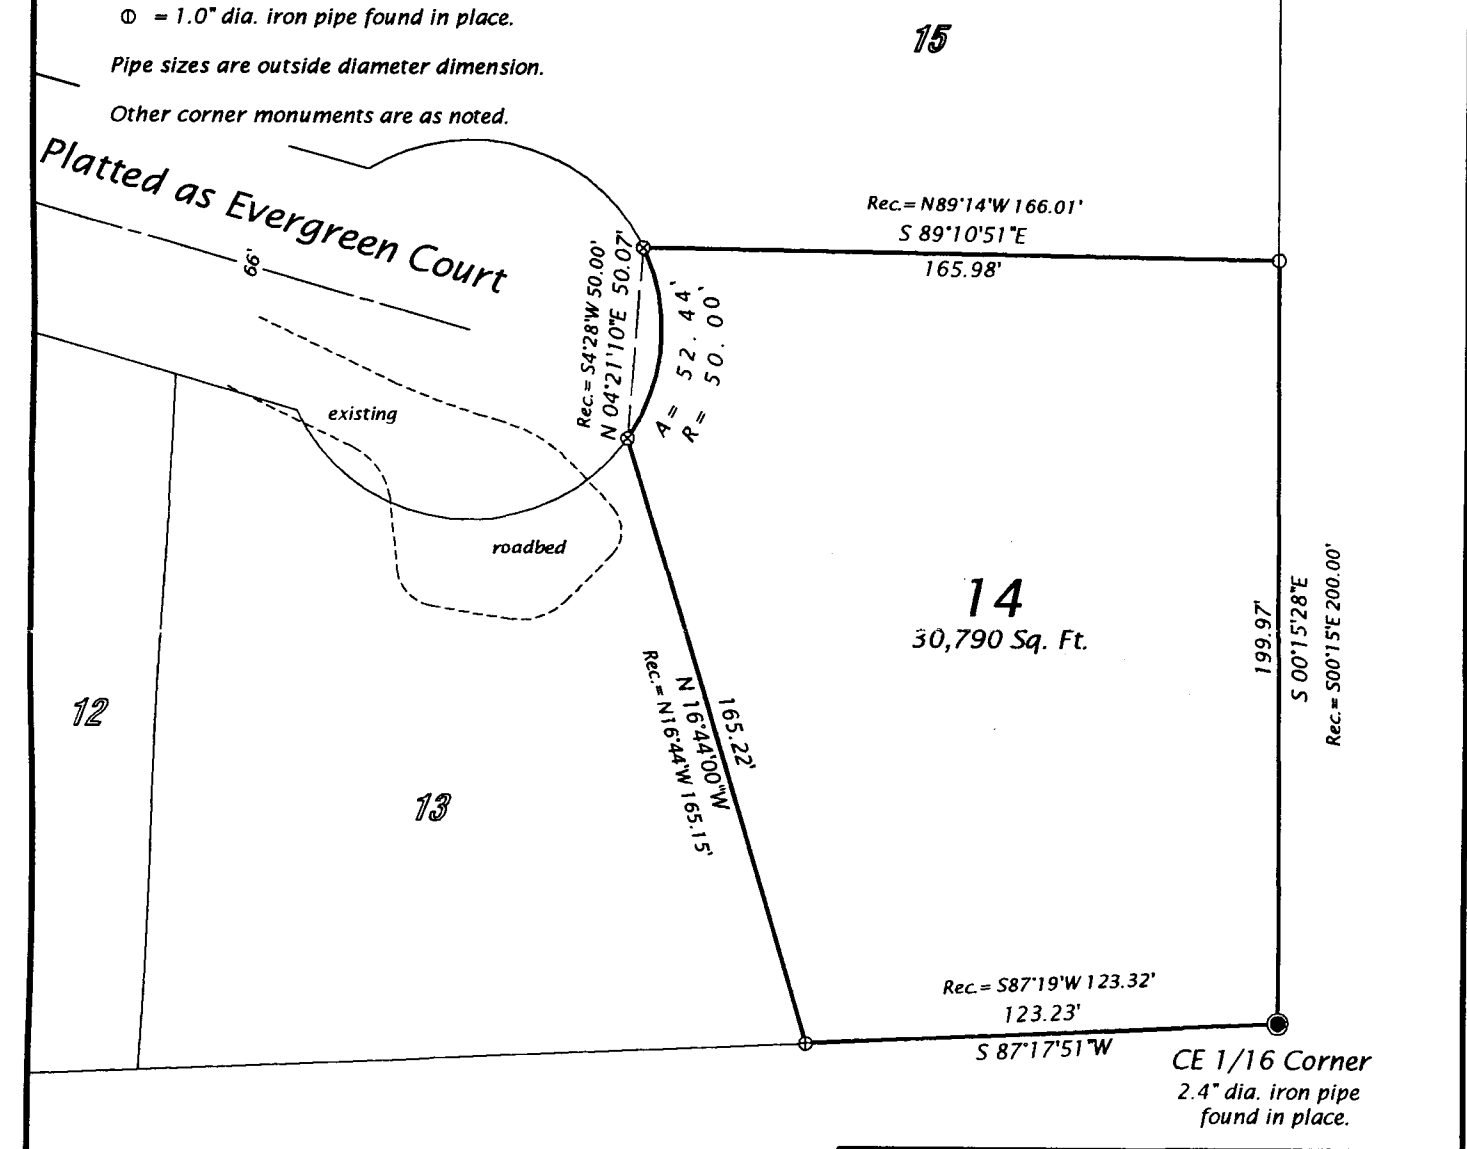 ⦶ = 1.0" dia. iron pipe found in place.
Pipe sizes are outside diameter dimension.
Other corner monuments are as noted.
15
Platted as Evergreen Court
66'
Rec.= N89°14'W 166.01'
S 89°10'51"E
165.98'
Rec.= S4°28'W 50.00'
N 04°21'10"E 50.07'
A= 52.44'
R= 50.00'
existing
roadbed
14
30,790 Sq. Ft.
199.97'
S 00°15'28"E
Rec.= S00°15'E 200.00'
165.22'
N 16°44'00"W
Rec.= N16°44'W 165.15'
12
13
Rec.= S87°19'W 123.32'
123.23'
S 87°17'51"W
CE 1/16 Corner
2.4" dia. iron pipe
found in place.